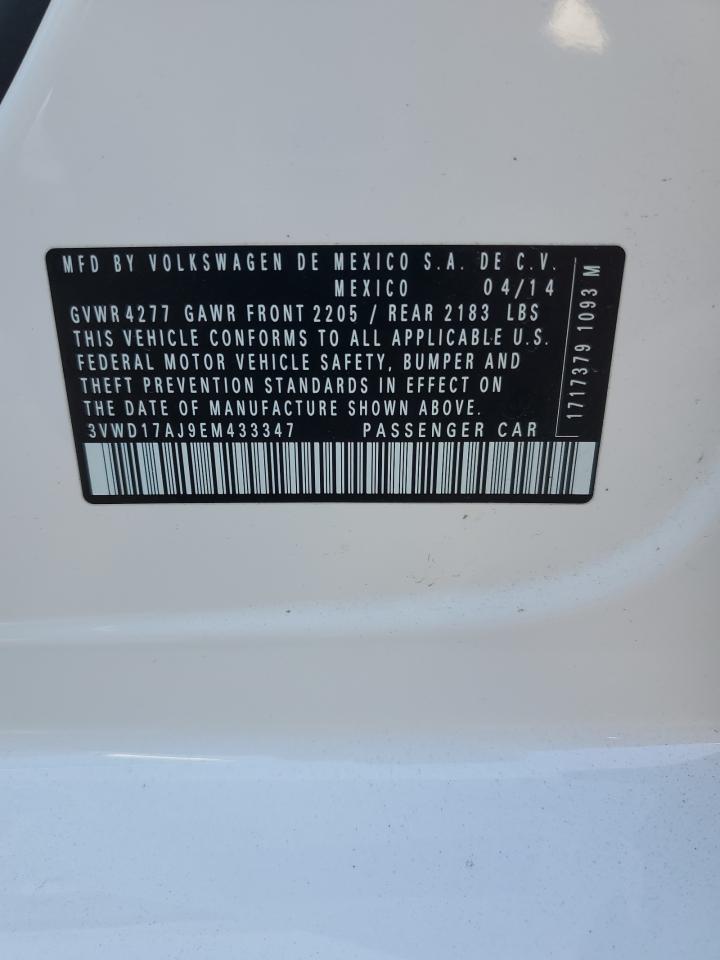 MFD BY VOLKSWAGEN DE MEXICO S.A. DE C.V.
MEXICO 04/14
GVWR 4277 GAWR FRONT 2205 / REAR 2183 LBS
THIS VEHICLE CONFORMS TO ALL APPLICABLE U.S.
FEDERAL MOTOR VEHICLE SAFETY, BUMPER AND
THEFT PREVENTION STANDARDS IN EFFECT ON
THE DATE OF MANUFACTURE SHOWN ABOVE.
3VWD17AJ9EM433347 PASSENGER CAR
1717379 1093 M